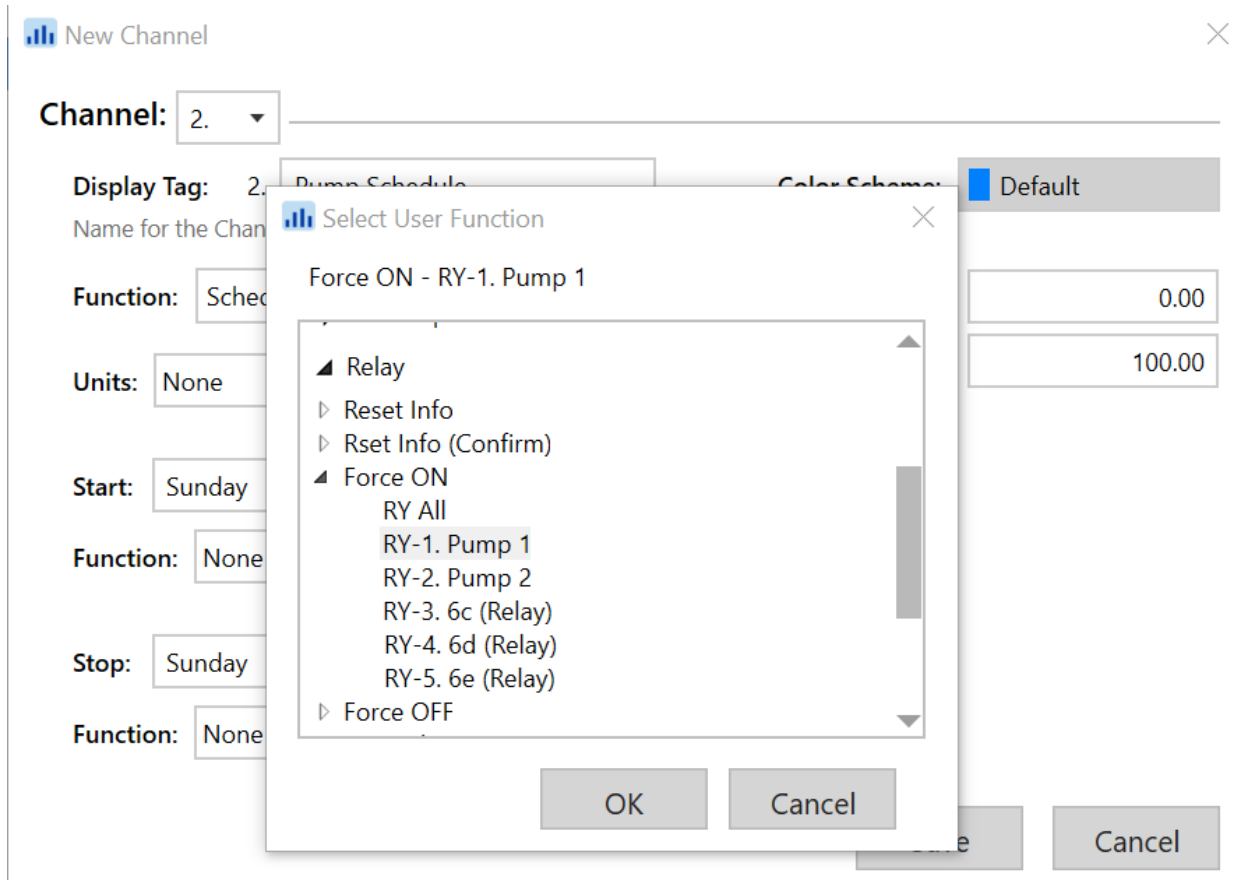 New Channel
Channel: 2.
Display Tag: 2. Pump Schedule Color Scheme: Default
Name for the Chan
Select User Function
Force ON - RY-1. Pump 1
Function: Sched 0.00
Units: None 100.00
Relay
Reset Info
Rset Info (Confirm)
Start: Sunday
Force ON
RY All
Function: None
RY-1. Pump 1
RY-2. Pump 2
RY-3. 6c (Relay)
RY-4. 6d (Relay)
Stop: Sunday
RY-5. 6e (Relay)
Force OFF
Function: None
OK Cancel
Cancel